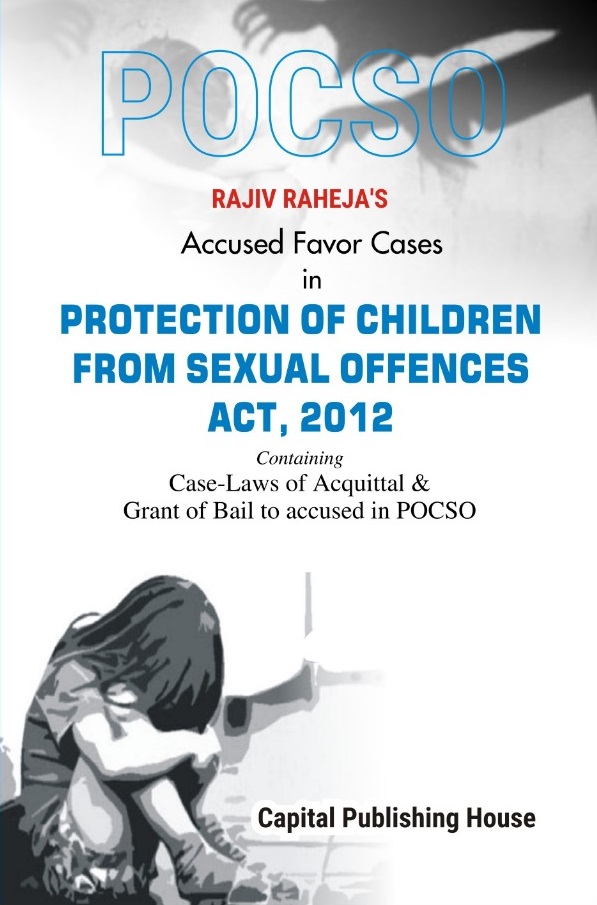 POCSO
RAJIV RAHEJA'S
Accused Favor Cases
in
PROTECTION OF CHILDREN
FROM SEXUAL OFFENCES
ACT, 2012
Containing
Case-Laws of Acquittal &
Grant of Bail to accused in POCSO
Capital Publishing House